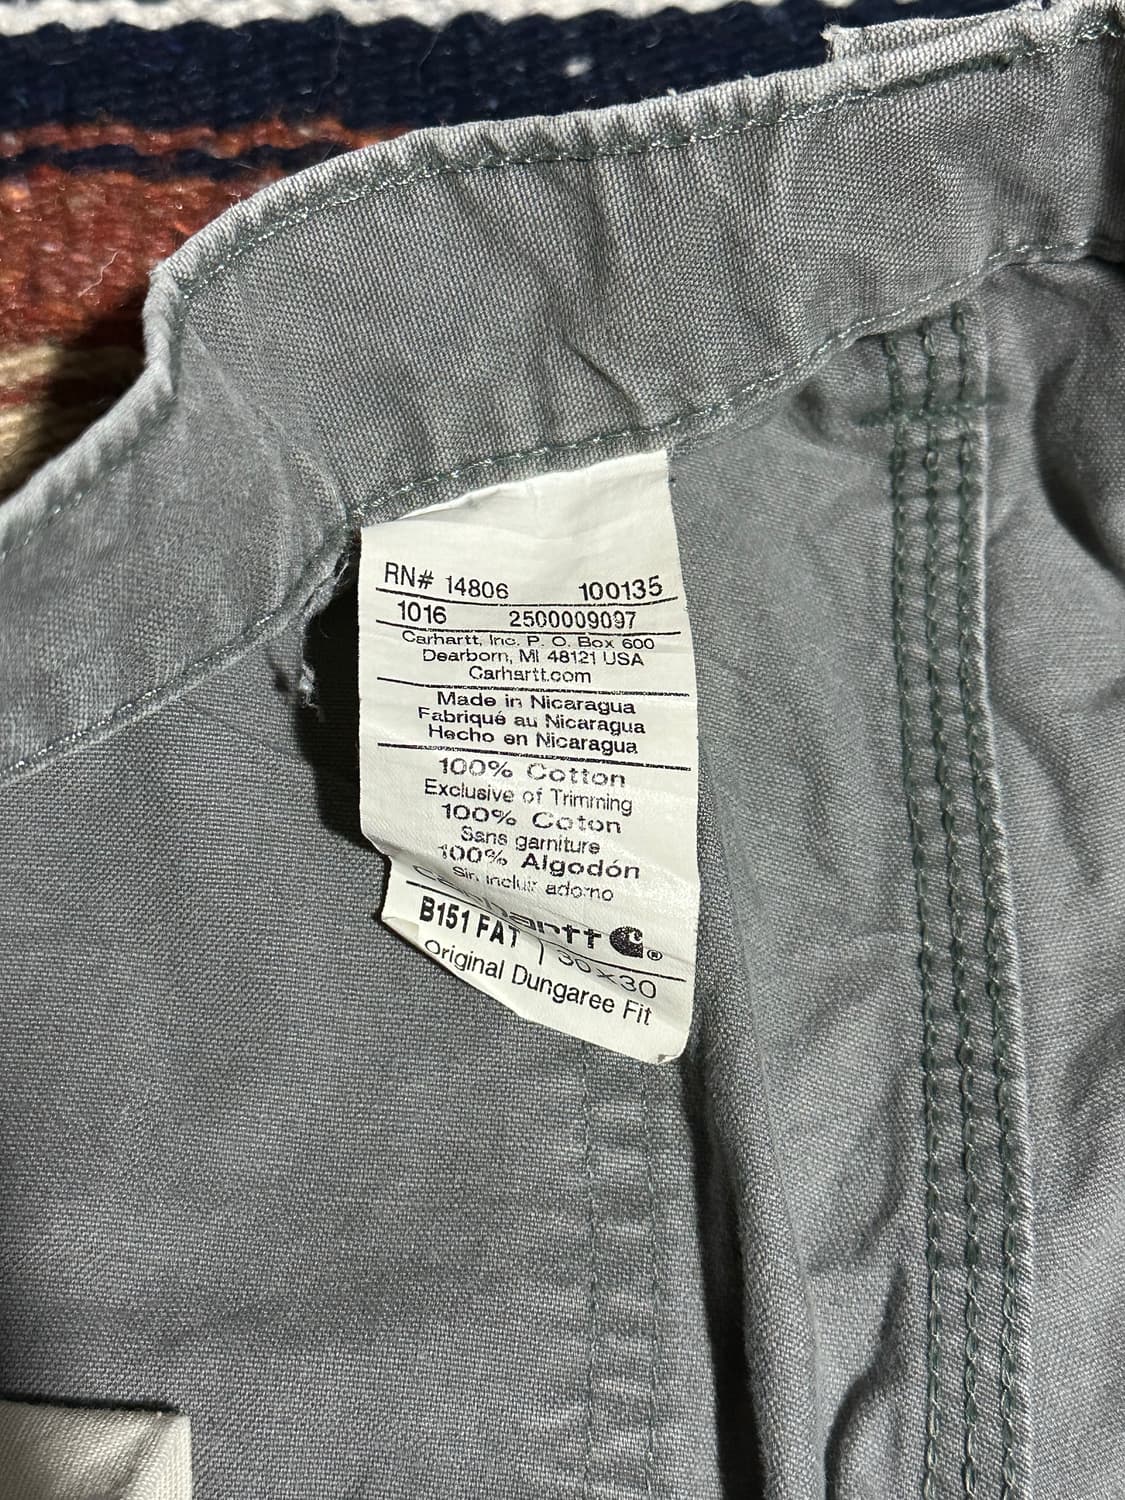 RN# 14806 100135
1016 2500009097
Carhartt, Inc. P. O. Box 600
Dearborn, MI 48121 USA
Carhartt.com
Made in Nicaragua
Fabriqué au Nicaragua
Hecho en Nicaragua
100% Cotton
Exclusive of Trimming
100% Coton
Sans garniture
100% Algodón
Sin incluir adorno
carhartt ®
B151 FAT 30x30
Original Dungaree Fit